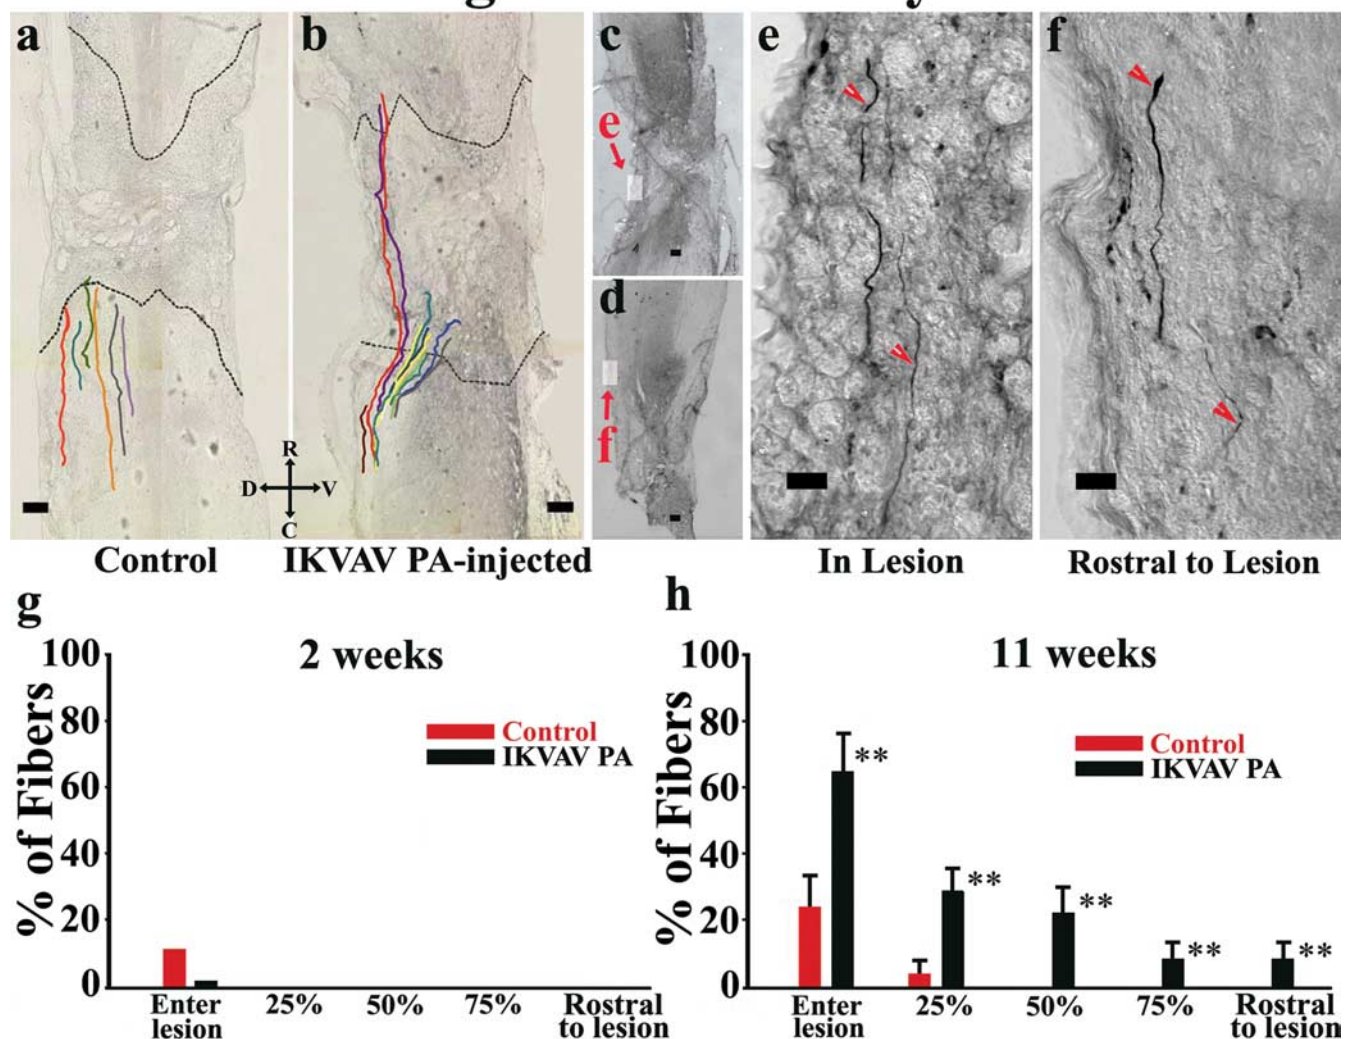 a
b
c
e
f
e
d
f
R
D
V
C
Control
IKVAV PA-injected
In Lesion
Rostral to Lesion
g
h
2 weeks
11 weeks
% of Fibers
100
80
60
40
20
0
Control
IKVAV PA
Enter lesion
25%
50%
75%
Rostral to lesion
% of Fibers
100
80
60
40
20
0
Control
IKVAV PA
**
**
**
**
**
Enter lesion
25%
50%
75%
Rostral to lesion